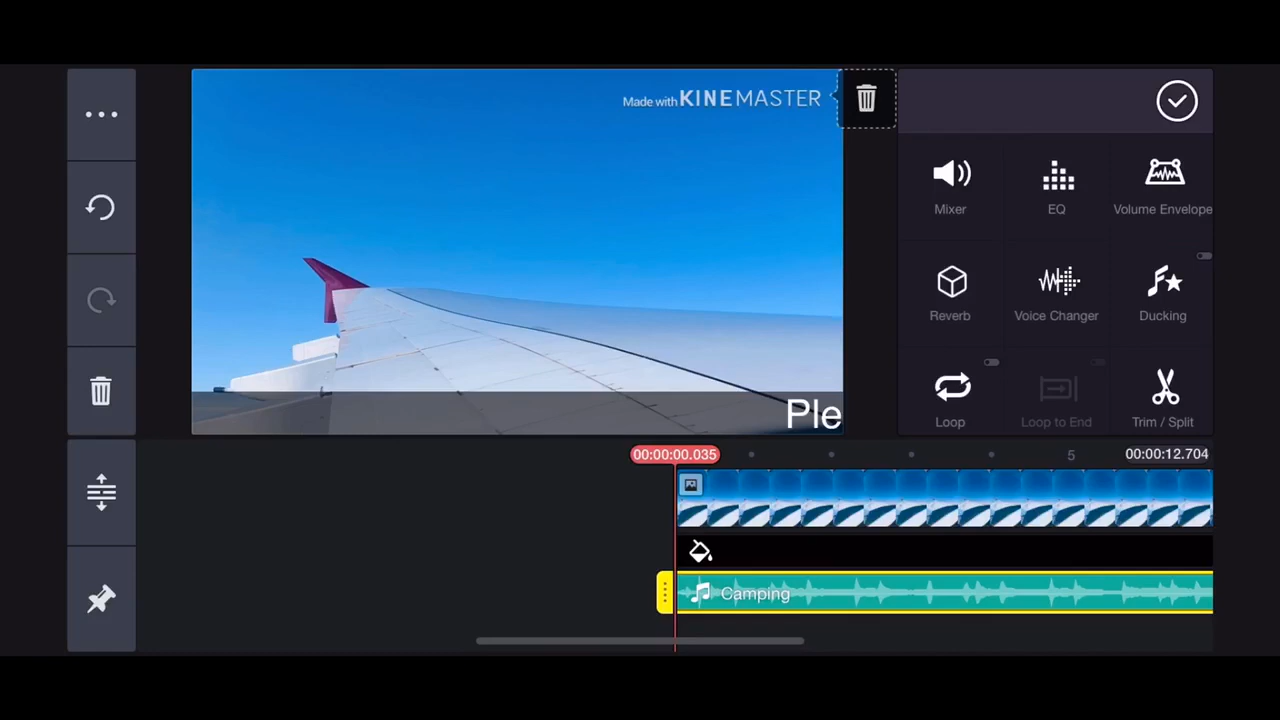 Made with KINEMASTER
Mixer
EQ
Volume Envelope
Reverb
Voice Changer
Ducking
Loop
Loop to End
Trim / Split
Ple
00:00:00.035
5
00:00:12.704
Camping